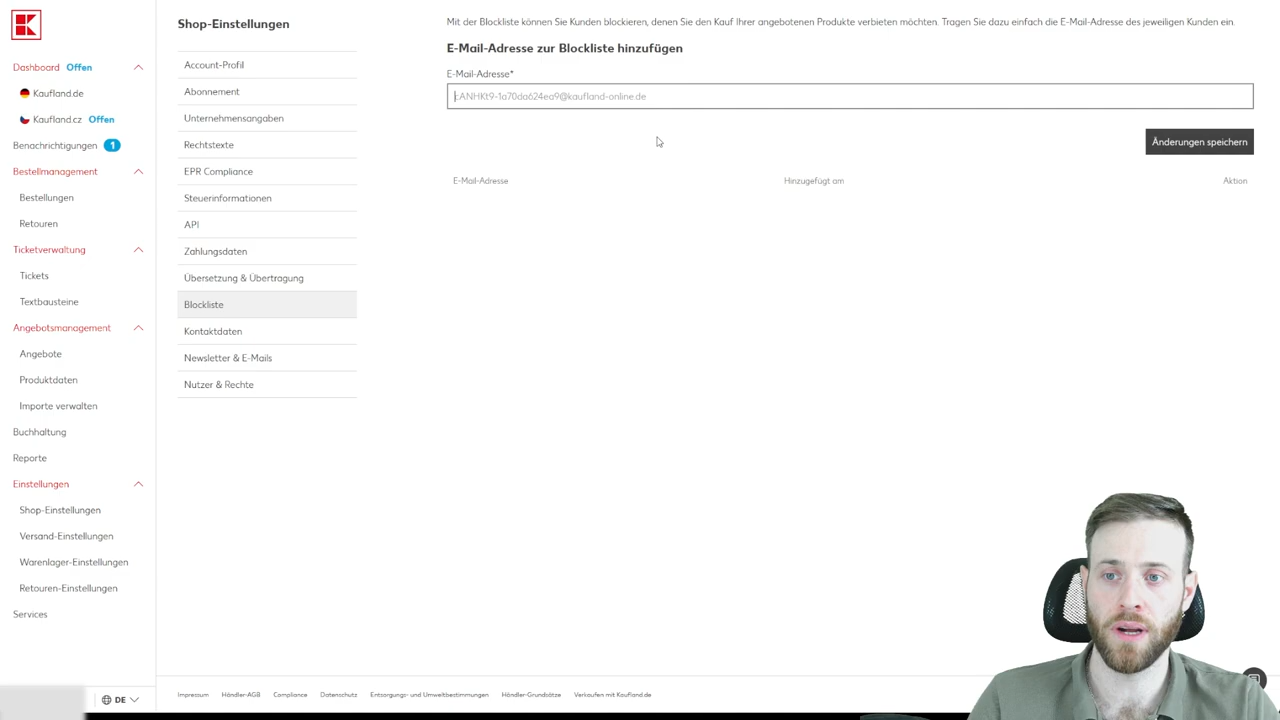 Dashboard Offen
Kaufland.de
Kaufland.cz Offen
Benachrichtigungen 1
Bestellmanagement
Bestellungen
Retouren
Ticketverwaltung
Tickets
Textbausteine
Angebotsmanagement
Angebote
Produktdaten
Importe verwalten
Buchhaltung
Reporte
Einstellungen
Shop-Einstellungen
Versand-Einstellungen
Warenlager-Einstellungen
Retouren-Einstellungen
Services
DE
Shop-Einstellungen
Account-Profil
Abonnement
Unternehmensangaben
Rechtstexte
EPR Compliance
Steuerinformationen
API
Zahlungsdaten
Übersetzung & Übertragung
Blockliste
Kontaktdaten
Newsletter & E-Mails
Nutzer & Rechte
Mit der Blockliste können Sie Kunden blockieren, denen Sie den Kauf Ihrer angebotenen Produkte verbieten möchten. Tragen Sie dazu einfach die E-Mail-Adresse des jeweiligen Kunden ein.
E-Mail-Adresse zur Blockliste hinzufügen
E-Mail-Adresse*
cANHKt9-1a70da624ea9@kaufland-online.de
Änderungen speichern
E-Mail-Adresse Hinzugefügt am Aktion
Impressum Händler-AGB Compliance Datenschutz Entsorgungs- und Umweltbestimmungen Händler-Grundsätze Verkaufen mit Kaufland.de